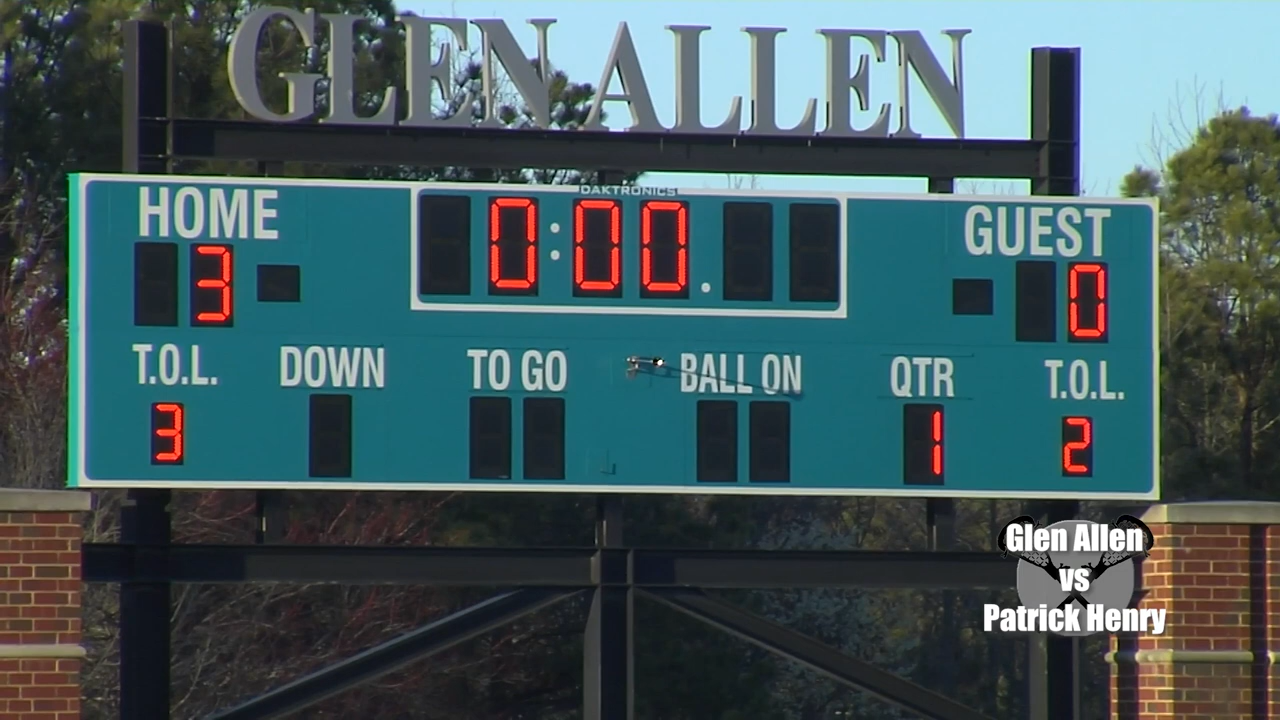 GLEN ALLEN
DAKTRONICS
HOME 0:00. GUEST
3 0
T.O.L. DOWN TO GO BALL ON QTR T.O.L.
3 1 2
Glen Allen
vs
Patrick Henry